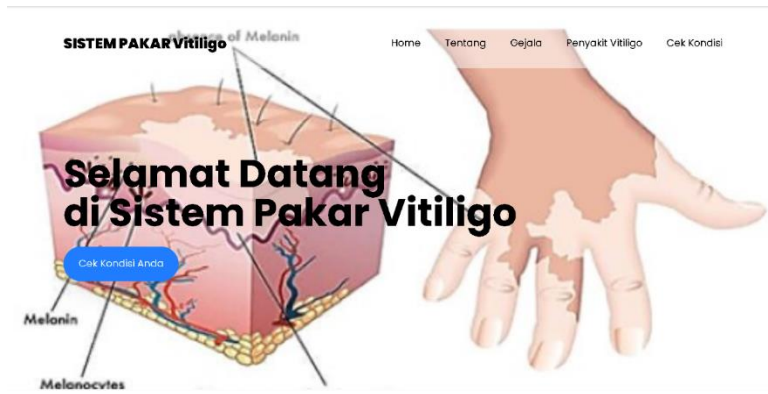 SISTEM PAKAR Vitiligo
absence of Melanin
Home Tentang Gejala Penyakit Vitiligo Cek Kondisi
Selamat Datang
di Sistem Pakar Vitiligo
Cek Kondisi Anda
Melanin
Melanocytes